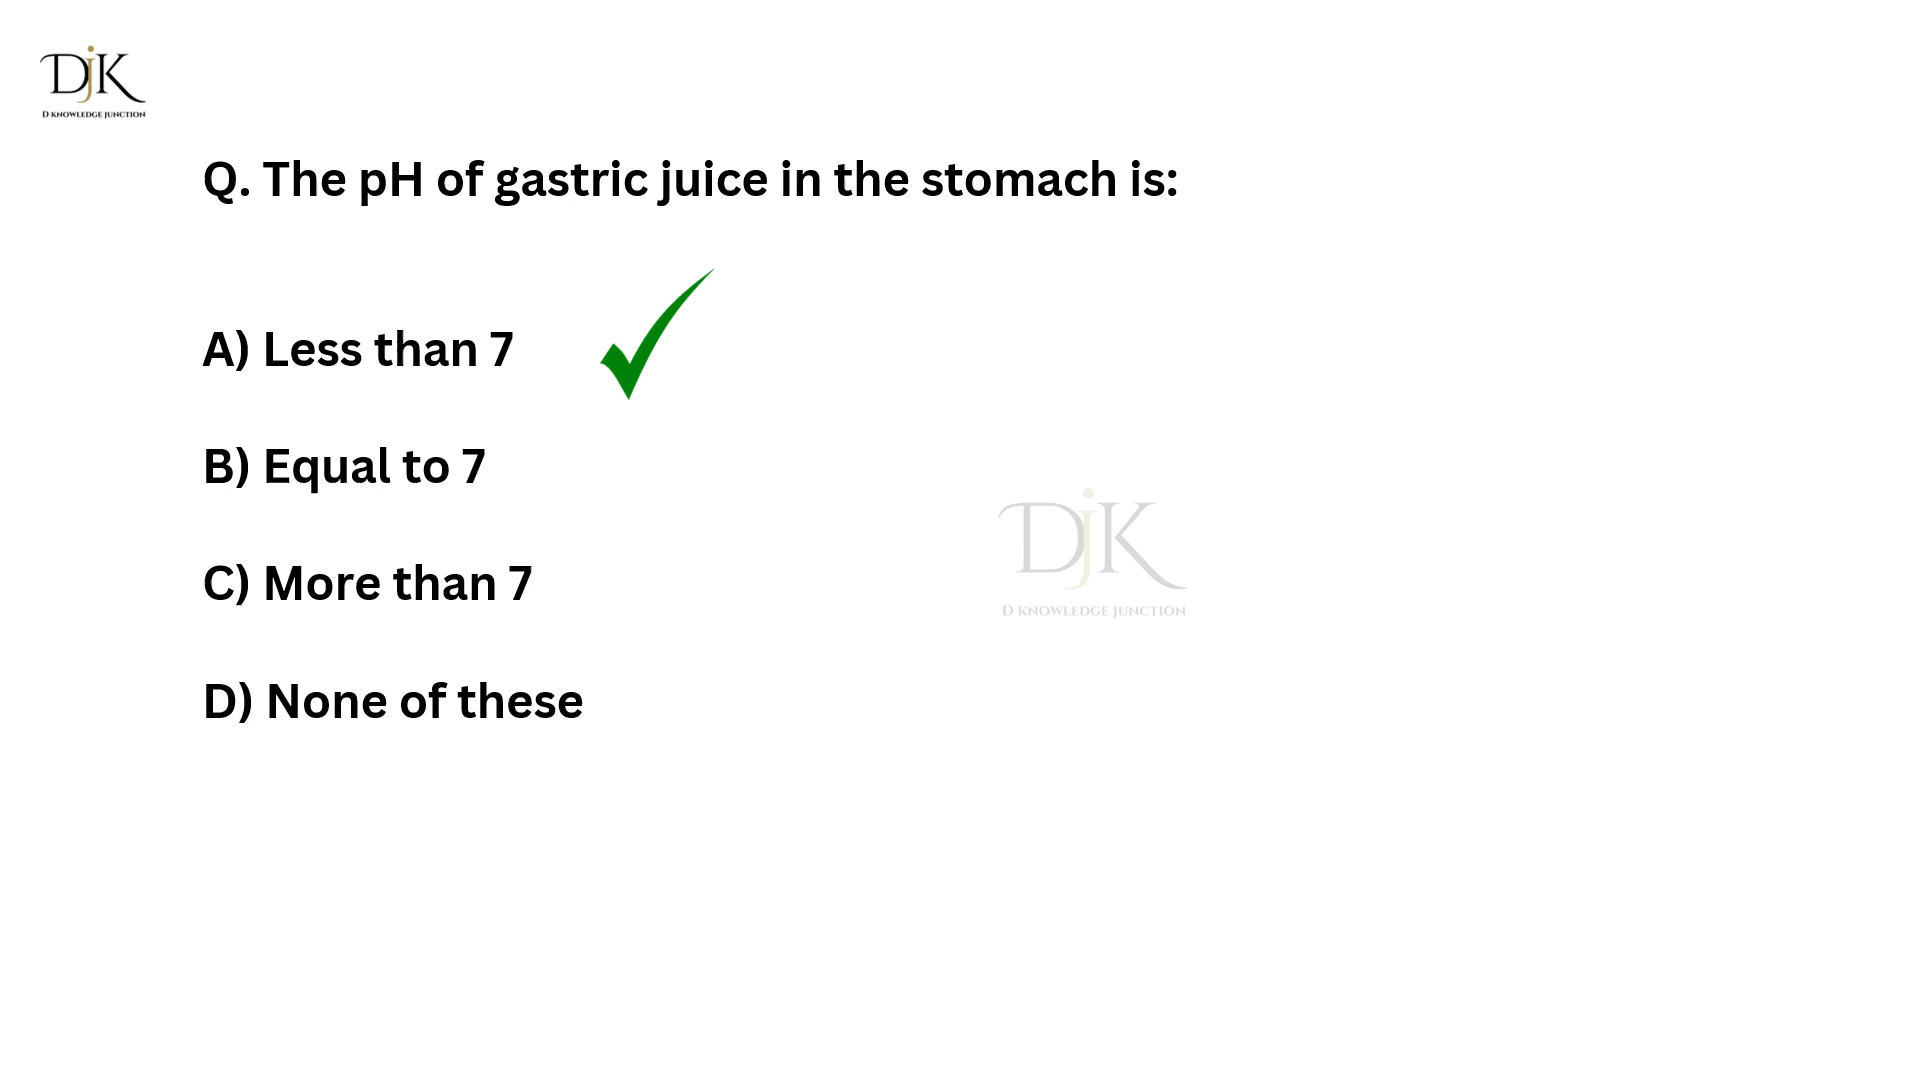 DjK
D KNOWLEDGE JUNCTION
Q. The pH of gastric juice in the stomach is:
A) Less than 7
B) Equal to 7
C) More than 7
D) None of these
DjK
D KNOWLEDGE JUNCTION